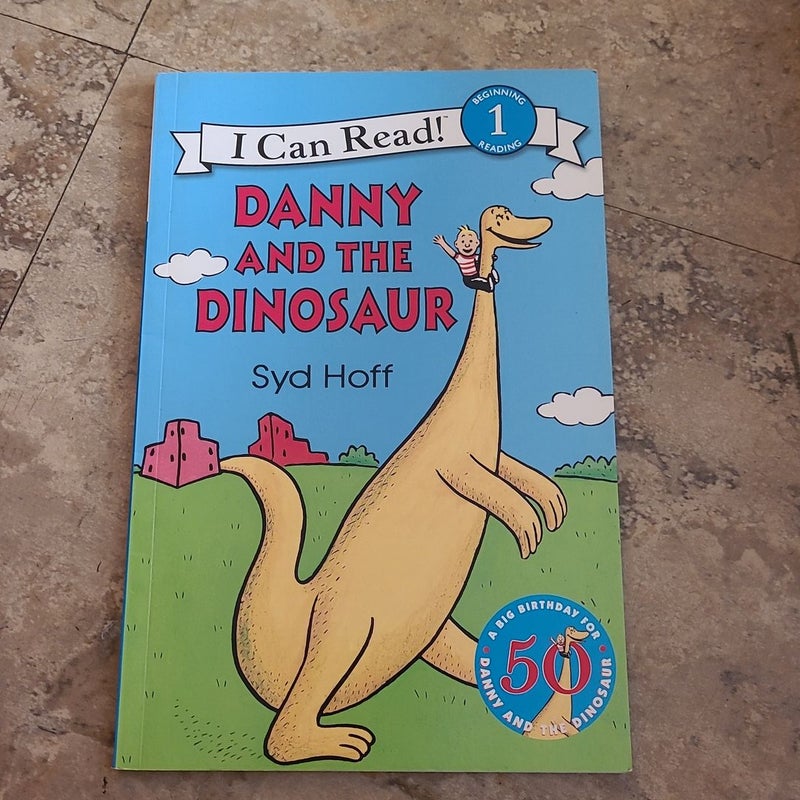 I Can Read!™
BEGINNING
1
READING
DANNY
AND THE
DINOSAUR
Syd Hoff
A BIG BIRTHDAY FOR
50
DANNY AND THE DINOSAUR